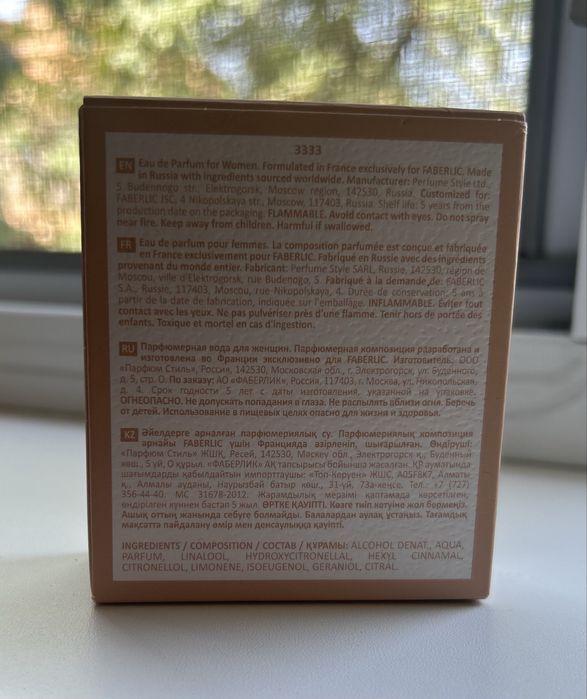 3333
EN Eau de Parfum for Women. Formulated in France exclusively for FABERLIC. Made
in Russia with ingredients sourced worldwide. Manufacturer: Perfume Style Ltd.,
5, Budennogo str., Elektrogorsk, Moscow region, 142530, Russia. Customized for:
FABERLIC JSC, 4 Nikopolskaya str., Moscow, 117403, Russia. Shelf life: 5 years from the
production date on the packaging. FLAMMABLE. Avoid contact with eyes. Do not spray
near fire. Keep away from children. Harmful if swallowed.
FR Eau de parfum pour femmes. La composition parfumée est conçue et fabriquée
en France exclusivement pour FABERLIC. Fabriqué en Russie avec des ingrédients
provenant du monde entier. Fabricant: Perfume Style SARL, Russie, 142530, région de
Moscou, ville d'Elektrogorsk, rue Budenogo, 5. Fabriqué à la demande de: FABERLIC
S.A., Russie, 117403, Moscou, rue Nikopolskaya, 4. Durée de conservation: 5 ans à
partir de la date de fabrication, indiquée sur l'emballage. INFLAMMABLE. Éviter tout
contact avec les yeux. Ne pas pulvériser près d'une flamme. Tenir hors de portée des
enfants. Toxique et mortel en cas d'ingestion.
RU Парфюмерная вода для женщин. Парфюмерная композиция разработана и
изготовлена во Франции эксклюзивно для FABERLIC. Изготовитель: ООО
«Парфюм Стиль», Россия, 142530, Московская обл., г. Электрогорск, ул. Будённого,
д. 5, стр. О. По заказу: АО «ФАБЕРЛИК», Россия, 117403, г. Москва, ул. Никопольская,
д. 4. Срок годности 5 лет с даты изготовления, указанной на упаковке.
ОГНЕОПАСНО. Не допускать попадания в глаза. Не распылять вблизи огня. Беречь
от детей. Использование в пищевых целях опасно для жизни и здоровья.
KZ Әйелдерге арналған парфюмериялық су. Парфюмериялық композиция
арнайы FABERLIC үшін Францияда әзірленіп, шығарылған. Өндіруші:
«Парфюм Стиль» ЖШҚ, Ресей, 142530, Мәскеу обл., Электрогорск қ., Буденный
көш., 5 үй, О құрыл. «ФАБЕРЛИК» АҚ тапсырысы бойынша жасалған. ҚР аумағында
шағымдарды қабылдайтын импорттаушы: «Тог-Керуен» ЖШС, A05F8K7, Алматы
қ., Алмалы ауданы, Наурызбай батыр көш., 31-үй, 73а-кеңсе. Тел.: +7 (727)
356-44-40. МС 31678-2012. Жарамдылық мерзімі қаптамада көрсетілген,
өндірілген күннен бастап 5 жыл. ӨРТКЕ ҚАУІПТІ. Көзге тиіп кетуіне жол бермеңіз.
Ашық оттың жанында себуге болмайды. Балалардан аулақ ұстаңыз. Тағамдық
мақсатта пайдалану өмір мен денсаулыққа қауіпті.
INGREDIENTS / COMPOSITION / СОСТАВ / ҚҰРАМЫ: ALCOHOL DENAT., AQUA,
PARFUM, LINALOOL, HYDROXYCITRONELLAL, HEXYL CINNAMAL,
CITRONELLOL, LIMONENE, ISOEUGENOL, GERANIOL, CITRAL.